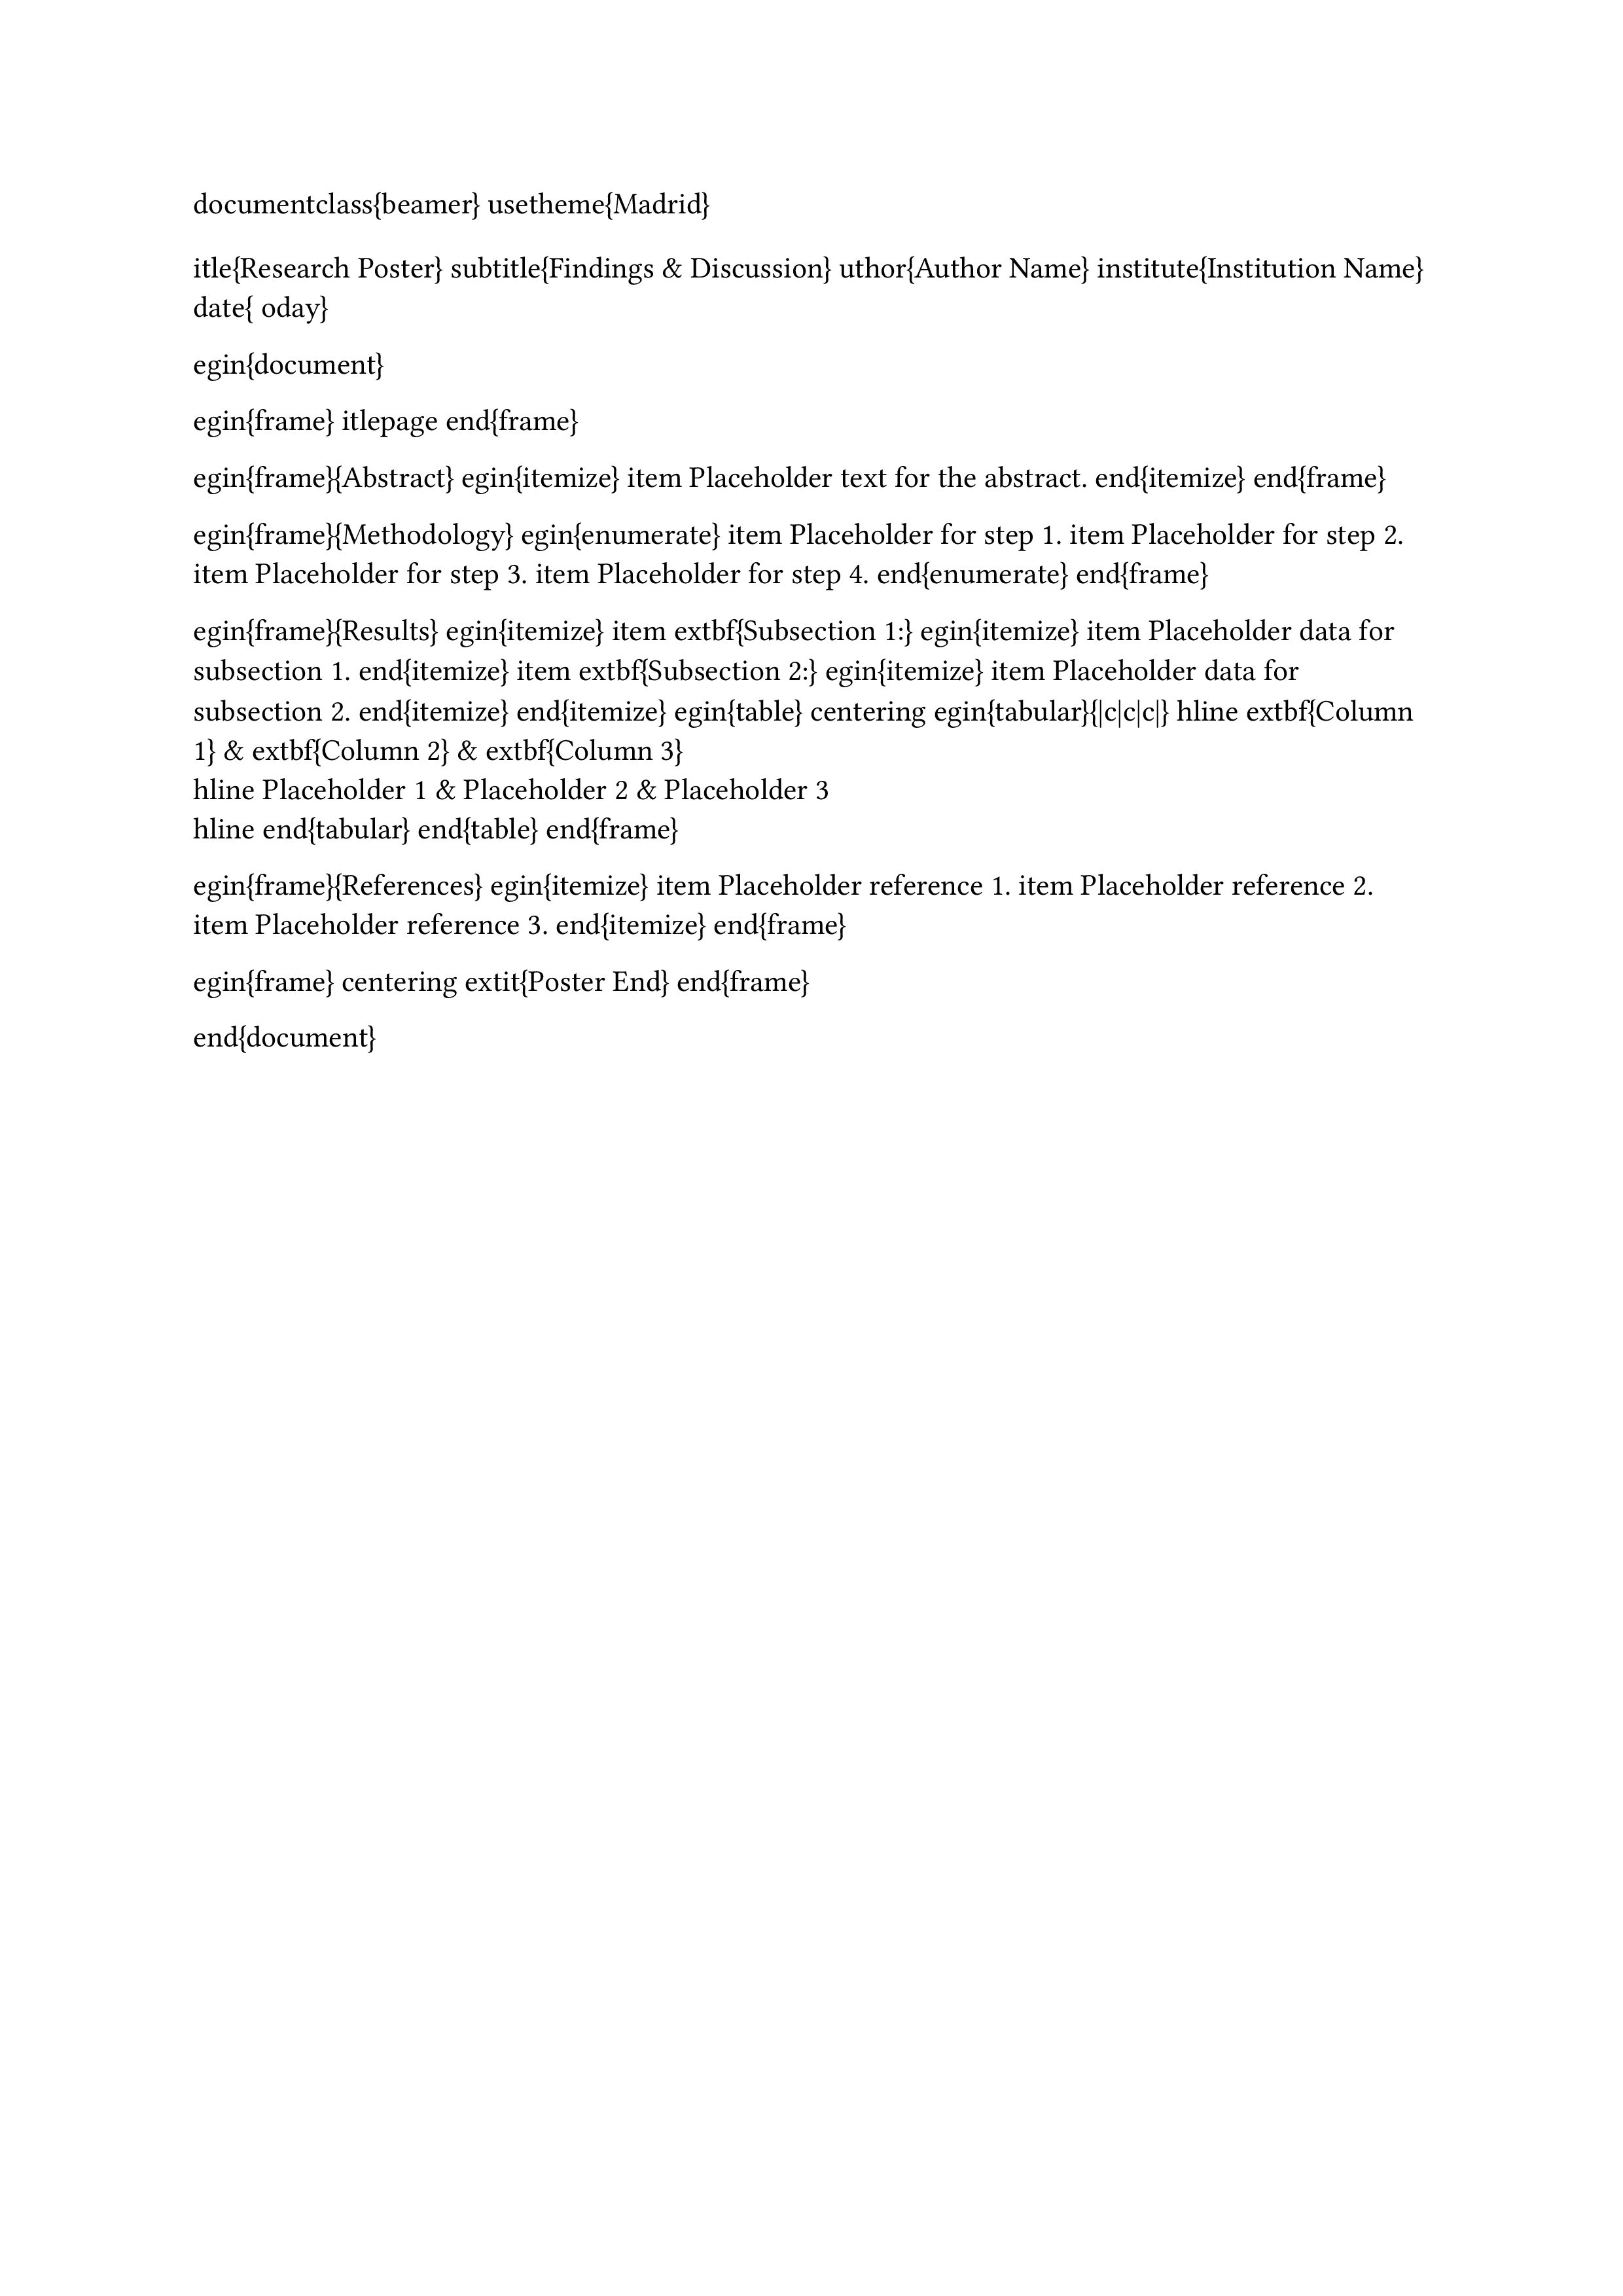 documentclass{beamer} usetheme{Madrid}
itle{Research Poster} subtitle{Findings & Discussion} uthor{Author Name} institute{Institution Name}
date{ oday}
egin{document}
egin{frame} itlepage end{frame}
egin{frame}{Abstract} egin{itemize} item Placeholder text for the abstract. end{itemize} end{frame}
egin{frame}{Methodology} egin{enumerate} item Placeholder for step 1. item Placeholder for step 2.
item Placeholder for step 3. item Placeholder for step 4. end{enumerate} end{frame}
egin{frame}{Results} egin{itemize} item extbf{Subsection 1:} egin{itemize} item Placeholder data for
subsection 1. end{itemize} item extbf{Subsection 2:} egin{itemize} item Placeholder data for
subsection 2. end{itemize} end{itemize} egin{table} centering egin{tabular}{|c|c|c|} hline extbf{Column
1} & extbf{Column 2} & extbf{Column 3}
hline Placeholder 1 & Placeholder 2 & Placeholder 3
hline end{tabular} end{table} end{frame}
egin{frame}{References} egin{itemize} item Placeholder reference 1. item Placeholder reference 2.
item Placeholder reference 3. end{itemize} end{frame}
egin{frame} centering extit{Poster End} end{frame}
end{document}